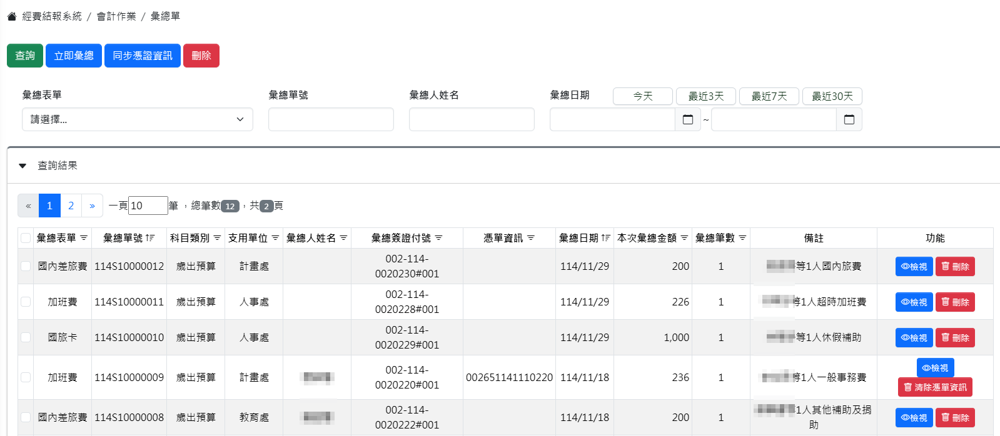 經費結報系統 / 會計作業 / 彙總單
查詢 立即彙總 同步憑證資訊 刪除
彙總表單 彙總單號 彙總人姓名 彙總日期 今天 最近3天 最近7天 最近30天
請選擇... ~
查詢結果
« 1 2 » 一頁 10 筆，總筆數 12，共 2 頁
彙總表單 彙總單號 科目類別 支用單位 彙總人姓名 彙總簽證付號 憑單資訊 彙總日期 本次彙總金額 彙總筆數 備註 功能
國內差旅費 114S10000012 歲出預算 計畫處 002-114-0020230#001 114/11/29 200 1 等1人國內旅費 檢視 刪除
加班費 114S10000011 歲出預算 人事處 002-114-0020228#001 114/11/29 226 1 等1人超時加班費 檢視 刪除
國旅卡 114S10000010 歲出預算 人事處 002-114-0020229#001 114/11/29 1,000 1 等1人休假補助 檢視 刪除
加班費 114S10000009 歲出預算 計畫處 002-114-0020220#001 002651141110220 114/11/18 236 1 等1人一般事務費 檢視 清除憑單資訊
國內差旅費 114S10000008 歲出預算 教育處 002-114-0020222#001 114/11/18 200 1 等1人其他補助及捐助 檢視 刪除